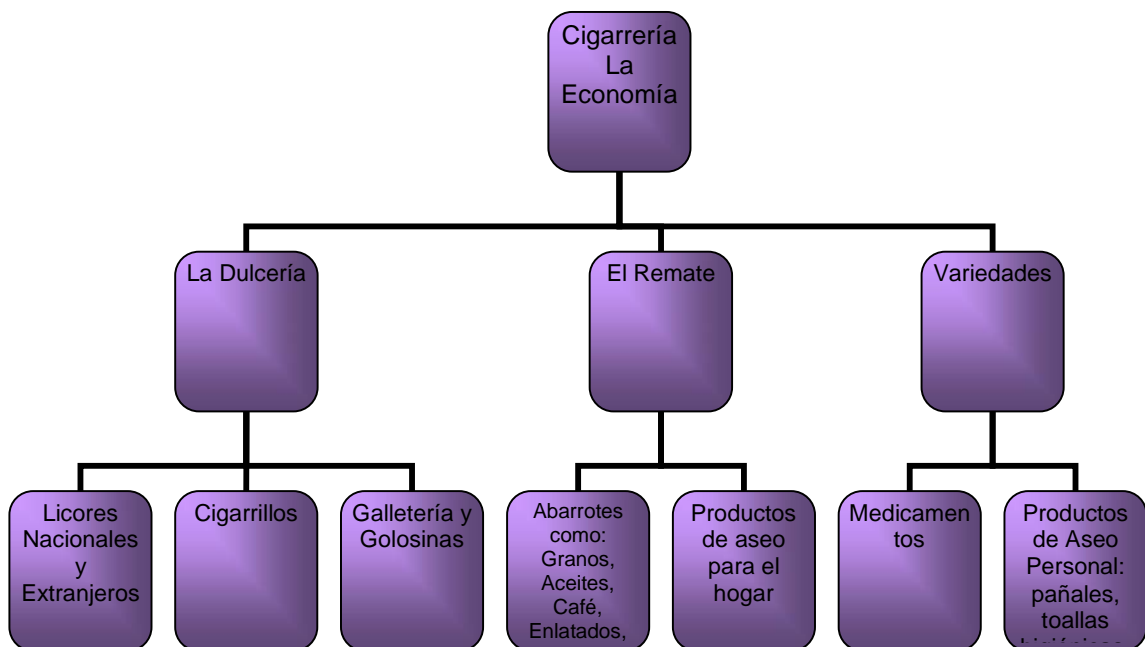 Cigarrería
La
Economía
La Dulcería
El Remate
Variedades
Licores
Nacionales
y
Extranjeros
Cigarrillos
Galletería y
Golosinas
Abarrotes
como:
Granos,
Aceites,
Café,
Enlatados,
Productos
de aseo
para el
hogar
Medicamen
tos
Productos
de Aseo
Personal:
pañales,
toallas